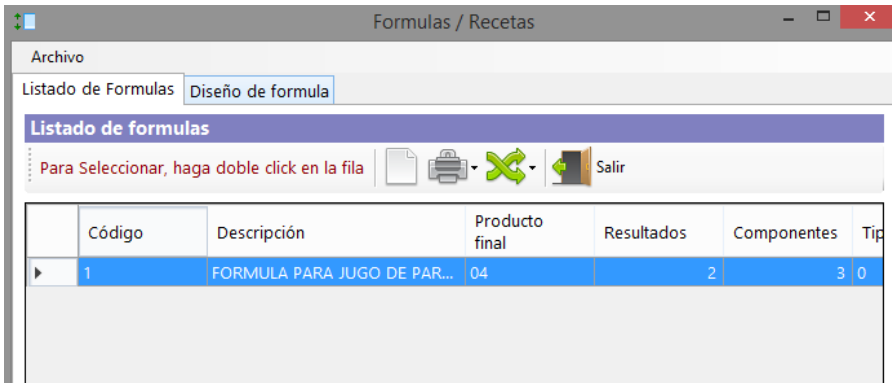 Formulas / Recetas
Archivo
Listado de Formulas Diseño de formula
Listado de formulas
Para Seleccionar, haga doble click en la fila Salir
Código Descripción Producto final Resultados Componentes Tip
1 FORMULA PARA JUGO DE PAR... 04 2 3 0